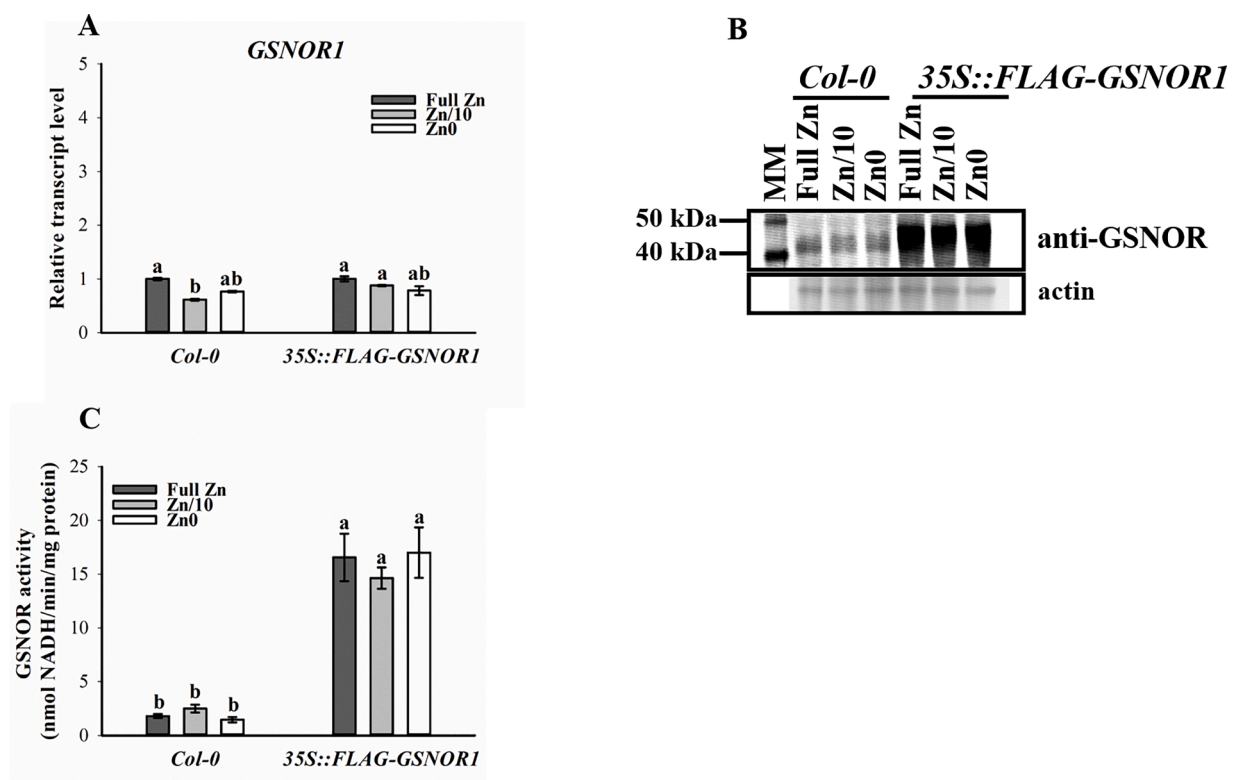 A
GSNOR1
5
4
3
2
1
0
Relative transcript level
Full Zn
Zn/10
Zn0
a
b
ab
a
a
ab
Col-0
35S::FLAG-GSNOR1
B
Col-0
35S::FLAG-GSNOR1
MM
Full Zn
Zn/10
Zn0
Full Zn
Zn/10
Zn0
50 kDa
40 kDa
anti-GSNOR
actin
C
25
20
15
10
5
0
GSNOR activity
(nmol NADH/min/mg protein)
Full Zn
Zn/10
Zn0
b
b
b
a
a
a
Col-0
35S::FLAG-GSNOR1